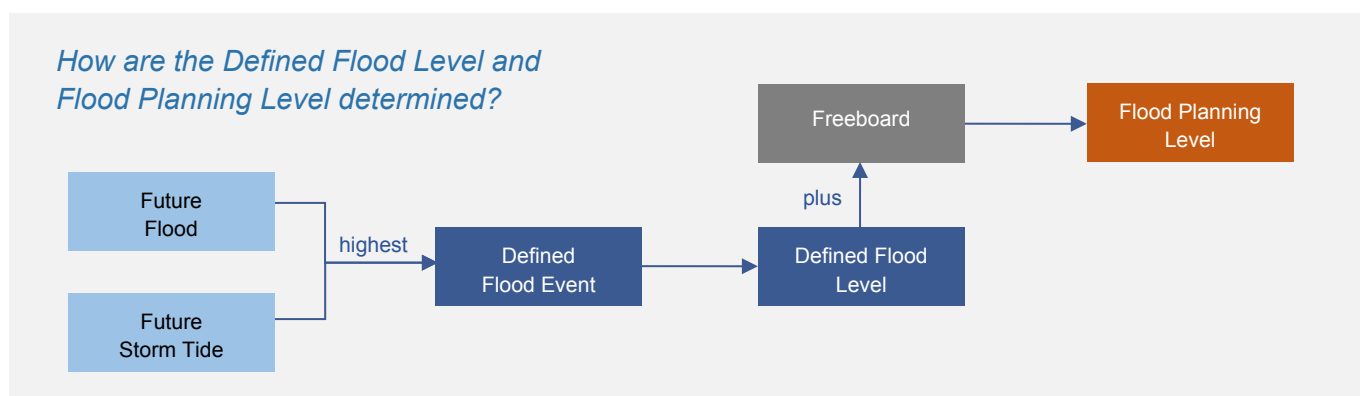 How are the Defined Flood Level and
Flood Planning Level determined?
Freeboard
Flood Planning
Level
plus
Future
Flood
highest
Defined
Flood Event
Defined Flood
Level
Future
Storm Tide